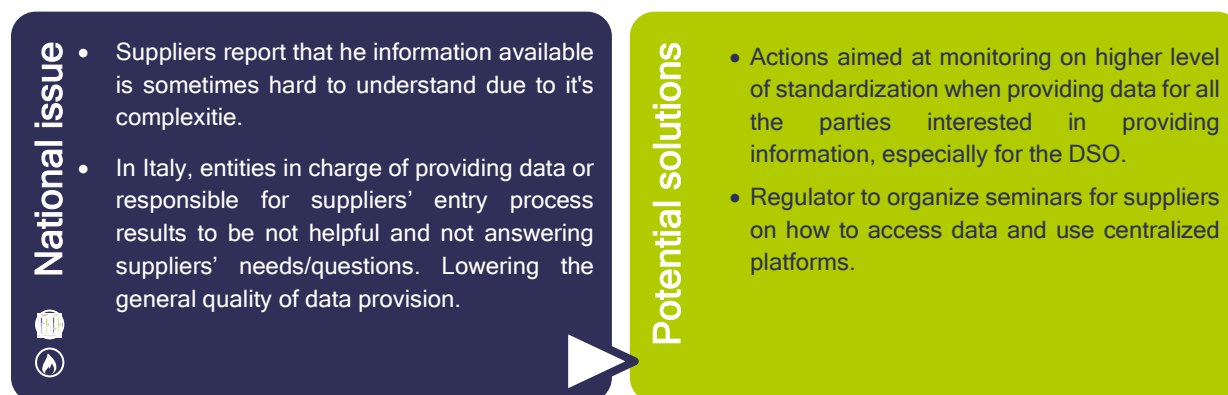 National issue
• Suppliers report that he information available
is sometimes hard to understand due to it's
complexitie.
• In Italy, entities in charge of providing data or
responsible for suppliers’ entry process
results to be not helpful and not answering
suppliers’ needs/questions. Lowering the
general quality of data provision.
Potential solutions
• Actions aimed at monitoring on higher level
of standardization when providing data for all
the parties interested in providing
information, especially for the DSO.
• Regulator to organize seminars for suppliers
on how to access data and use centralized
platforms.